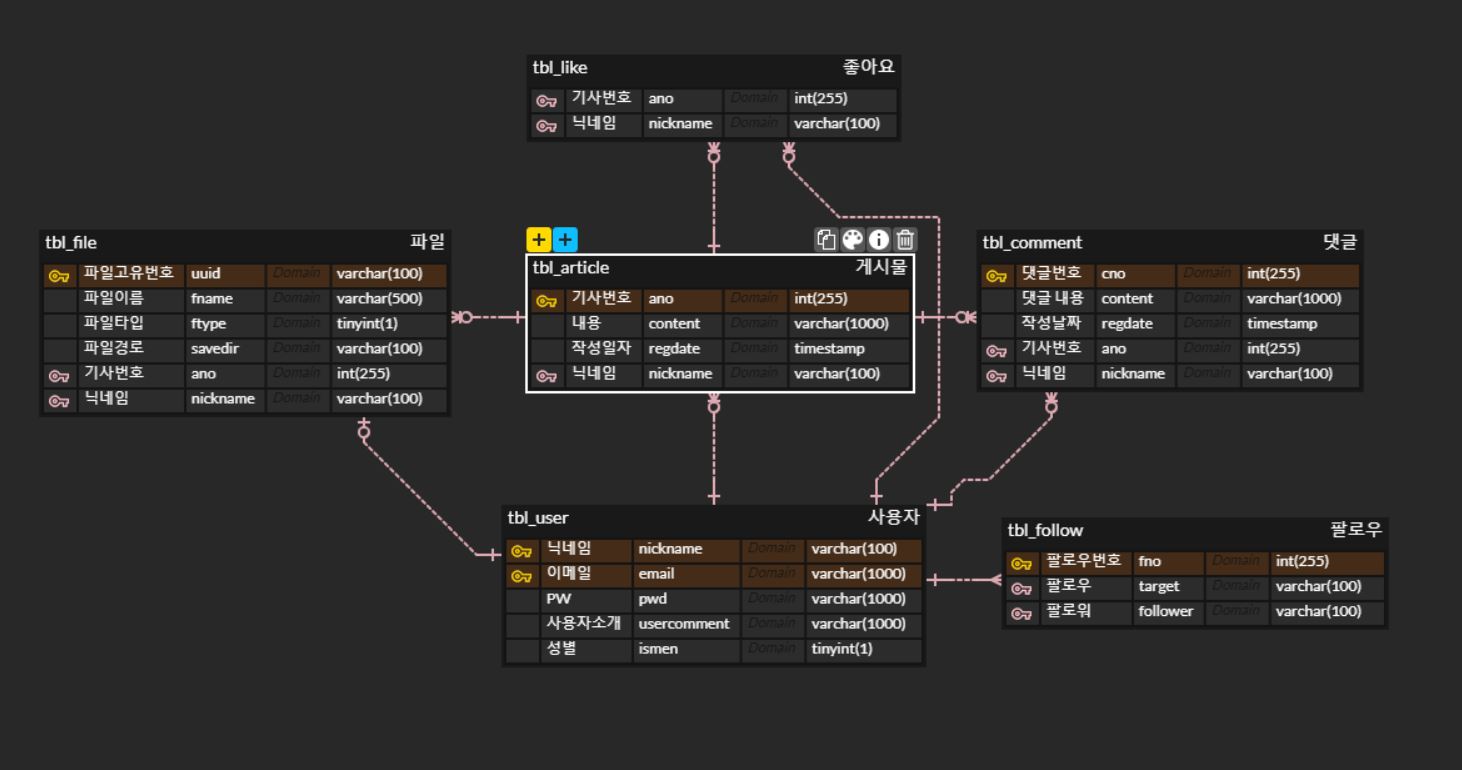 tbl_like 좋아요
기사번호 ano Domain int(255)
닉네임 nickname Domain varchar(100)
tbl_file 파일
파일고유번호 uuid Domain varchar(100)
파일이름 fname Domain varchar(500)
파일타입 ftype Domain tinyint(1)
파일경로 savedir Domain varchar(100)
기사번호 ano Domain int(255)
닉네임 nickname Domain varchar(100)
tbl_article 게시물
기사번호 ano Domain int(255)
내용 content Domain varchar(1000)
작성일자 regdate Domain timestamp
닉네임 nickname Domain varchar(100)
tbl_comment 댓글
댓글번호 cno Domain int(255)
댓글 내용 content Domain varchar(1000)
작성날짜 regdate Domain timestamp
기사번호 ano Domain int(255)
닉네임 nickname Domain varchar(100)
tbl_user 사용자
닉네임 nickname Domain varchar(100)
이메일 email Domain varchar(1000)
PW pwd Domain varchar(1000)
사용자소개 usercomment Domain varchar(1000)
성별 ismen Domain tinyint(1)
tbl_follow 팔로우
팔로우번호 fno Domain int(255)
팔로우 target Domain varchar(100)
팔로워 follower Domain varchar(100)